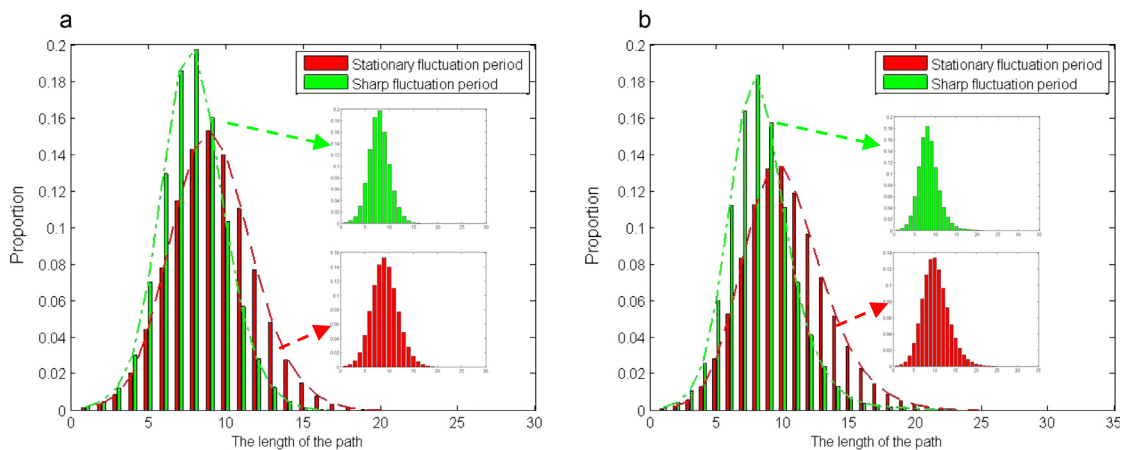 a
b
0.2
0.18
0.16
0.14
0.12
0.1
0.08
0.06
0.04
0.02
0
Proportion
0 5 10 15 20 25 30
The length of the path
Stationary fluctuation period
Sharp fluctuation period
0.2
0.18
0.16
0.14
0.12
0.1
0.08
0.06
0.04
0.02
0
Proportion
0 5 10 15 20 25 30 35
The length of the path
Stationary fluctuation period
Sharp fluctuation period